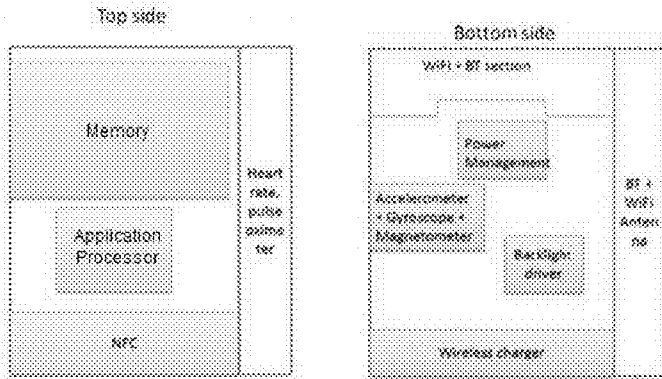 Top side
Memory
Application
Processor
NFC
Heart
rate,
pulse
oxime
ter
Bottom side
WiFi + BT section
Power
Management
Accelerometer
+ Gyroscope +
Magnetometer
Backlight
driver
Wireless charger
BT +
WiFi
Anten
na